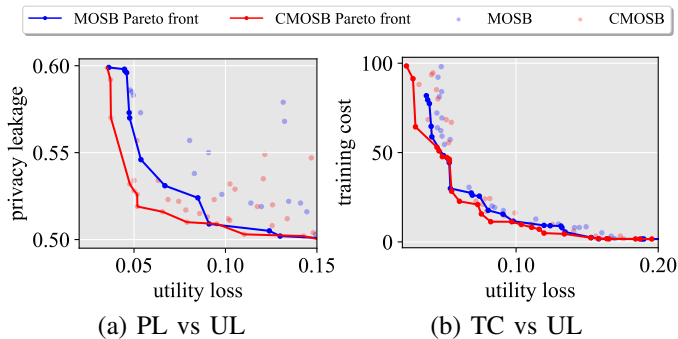 MOSB Pareto front CMOSB Pareto front MOSB CMOSB
privacy leakage
0.60
0.55
0.50
0.05 0.10 0.15
utility loss
(a) PL vs UL
training cost
100
50
0
0.10 0.20
utility loss
(b) TC vs UL